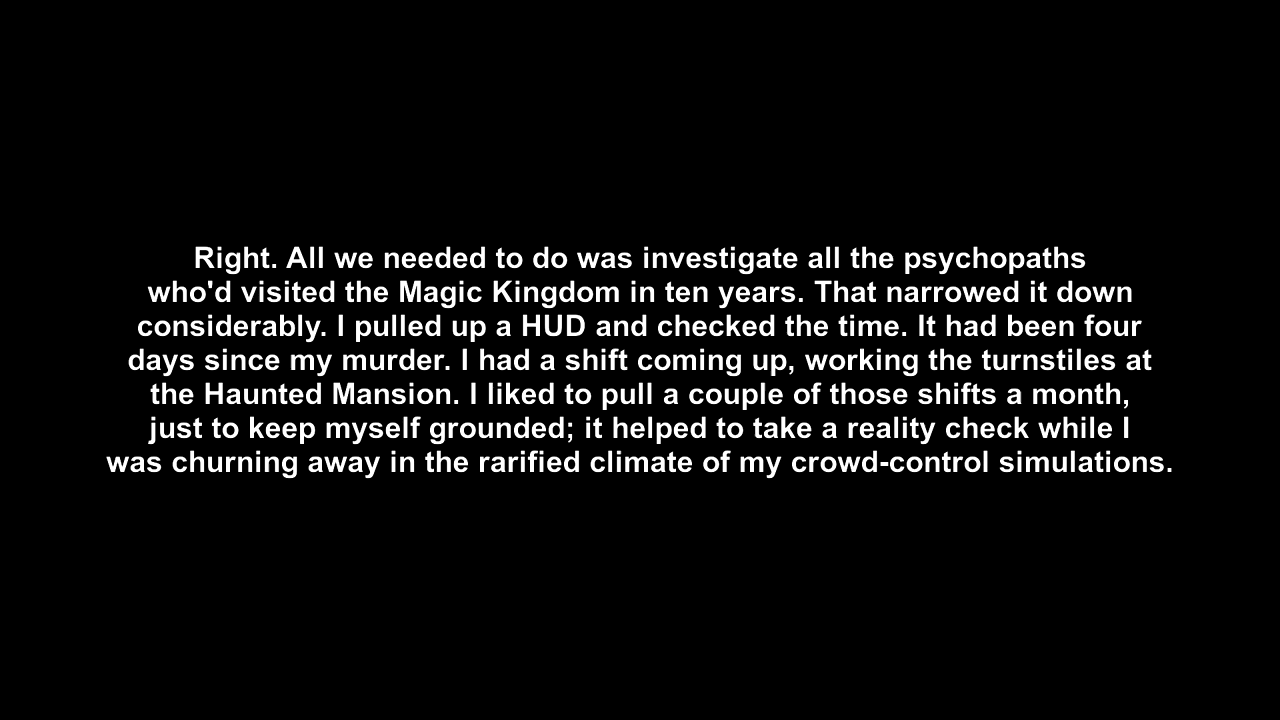 Right. All we needed to do was investigate all the psychopaths
who'd visited the Magic Kingdom in ten years. That narrowed it down
considerably. I pulled up a HUD and checked the time. It had been four
days since my murder. I had a shift coming up, working the turnstiles at
the Haunted Mansion. I liked to pull a couple of those shifts a month,
just to keep myself grounded; it helped to take a reality check while I
was churning away in the rarified climate of my crowd-control simulations.